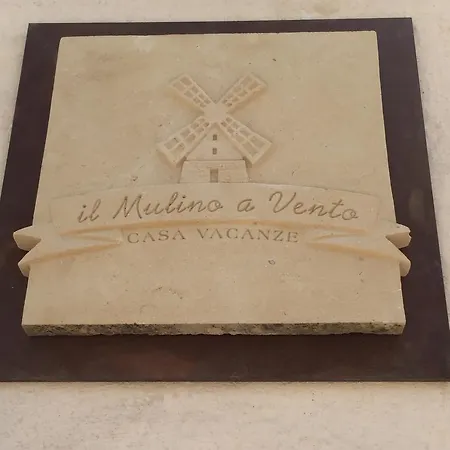 il Mulino a Vento
CASA VACANZE